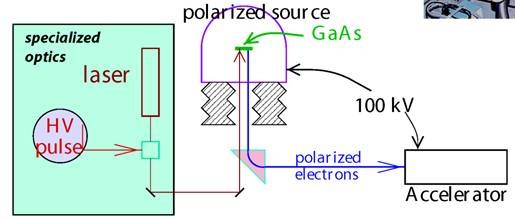 polarized source
specialized
optics
GaAs
laser
HV
pulse
100 kV
polarized
electrons
Accelerator